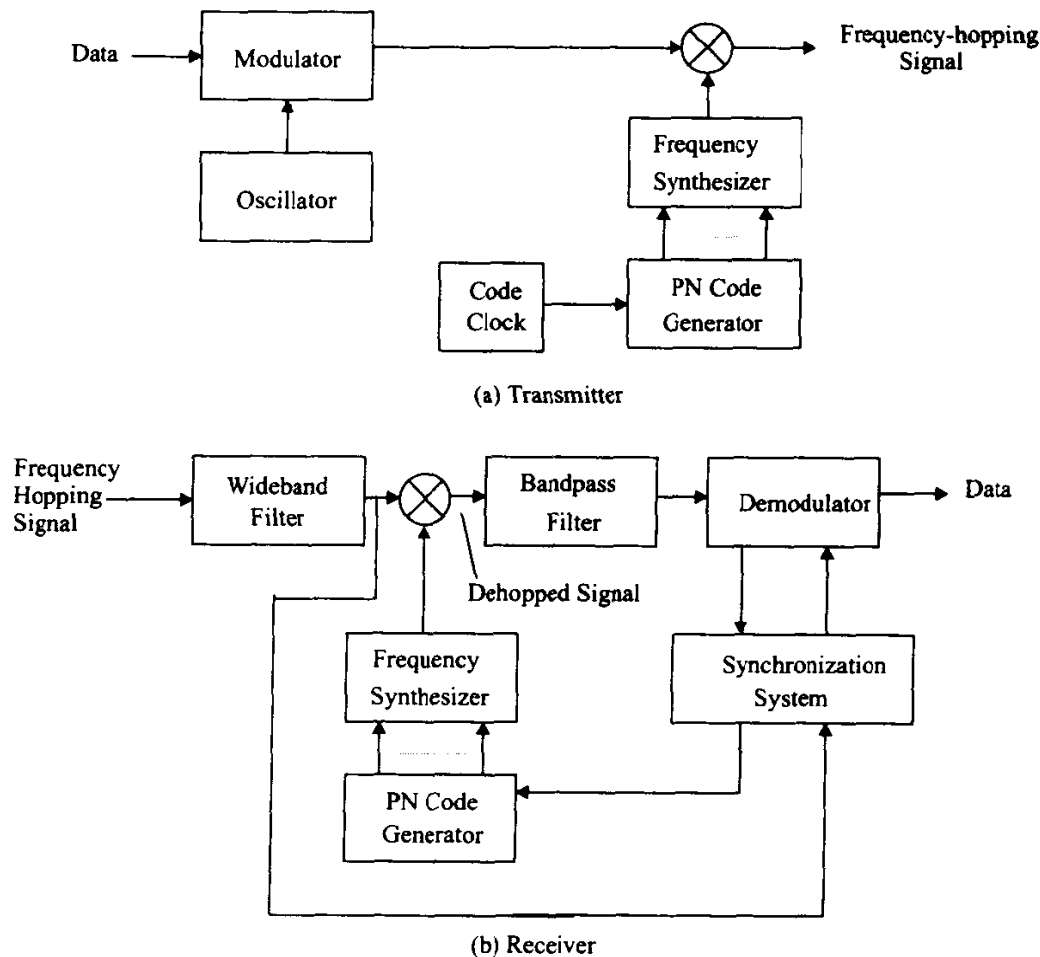 Data
Modulator
Frequency-hopping
Signal
Oscillator
Frequency
Synthesizer
Code
Clock
PN Code
Generator
(a) Transmitter
Frequency
Hopping
Signal
Wideband
Filter
Bandpass
Filter
Demodulator
Data
Dehopped Signal
Frequency
Synthesizer
Synchronization
System
PN Code
Generator
(b) Receiver